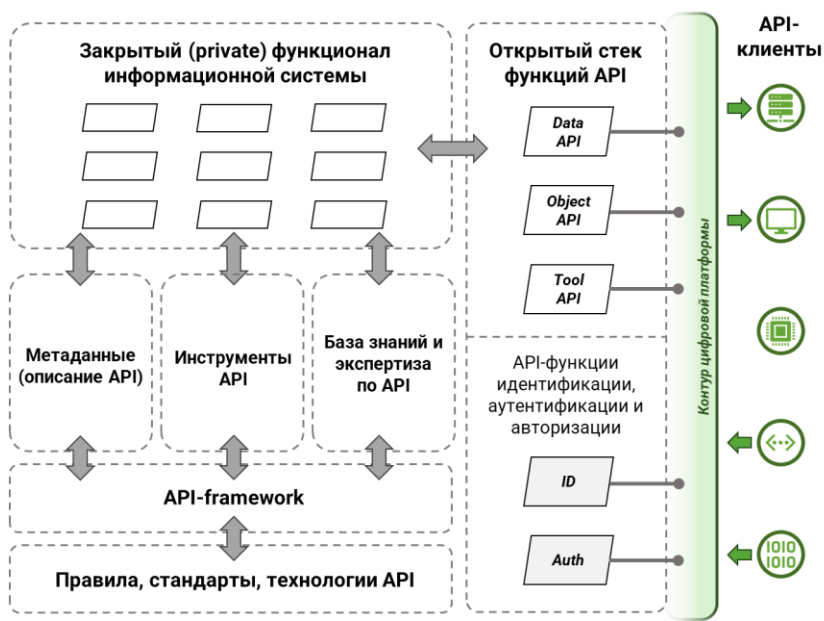 Закрытый (private) функционал
информационной системы
Открытый стек
функций API
API-
клиенты
Data
API
Object
API
Tool
API
Контур цифровой платформы
Метаданные
(описание API)
Инструменты
API
База знаний и
экспертиза
по API
API-функции
идентификации,
аутентификации и
авторизации
ID
Auth
API-framework
Правила, стандарты, технологии API
1010
1010